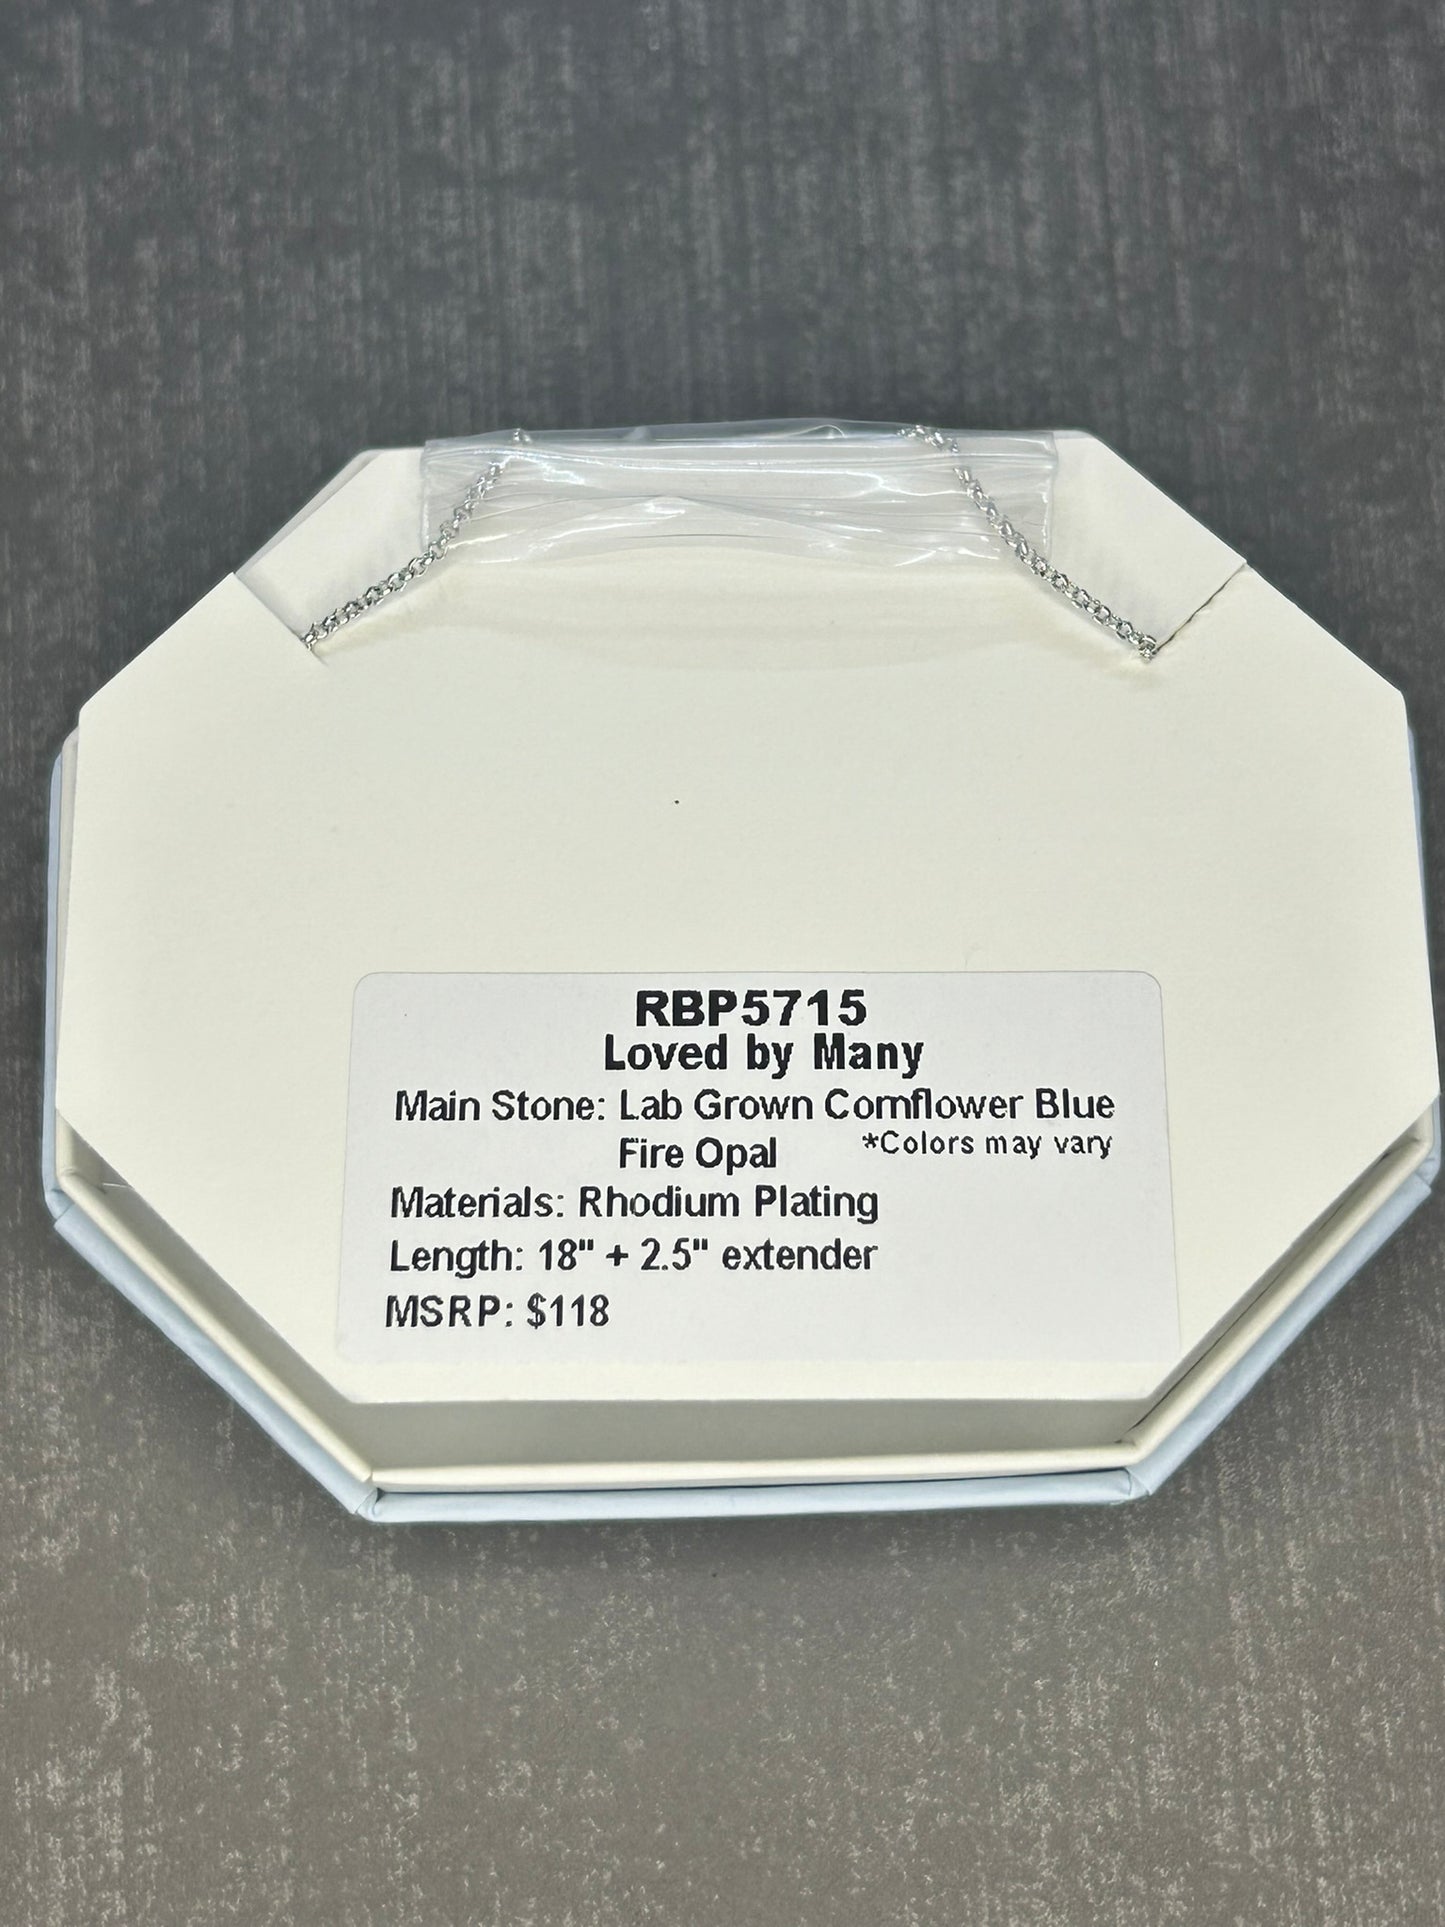 RBP5715
Loved by Many
Main Stone: Lab Grown Cornflower Blue
Fire Opal *Colors may vary
Materials: Rhodium Plating
Length: 18" + 2.5" extender
MSRP: $118